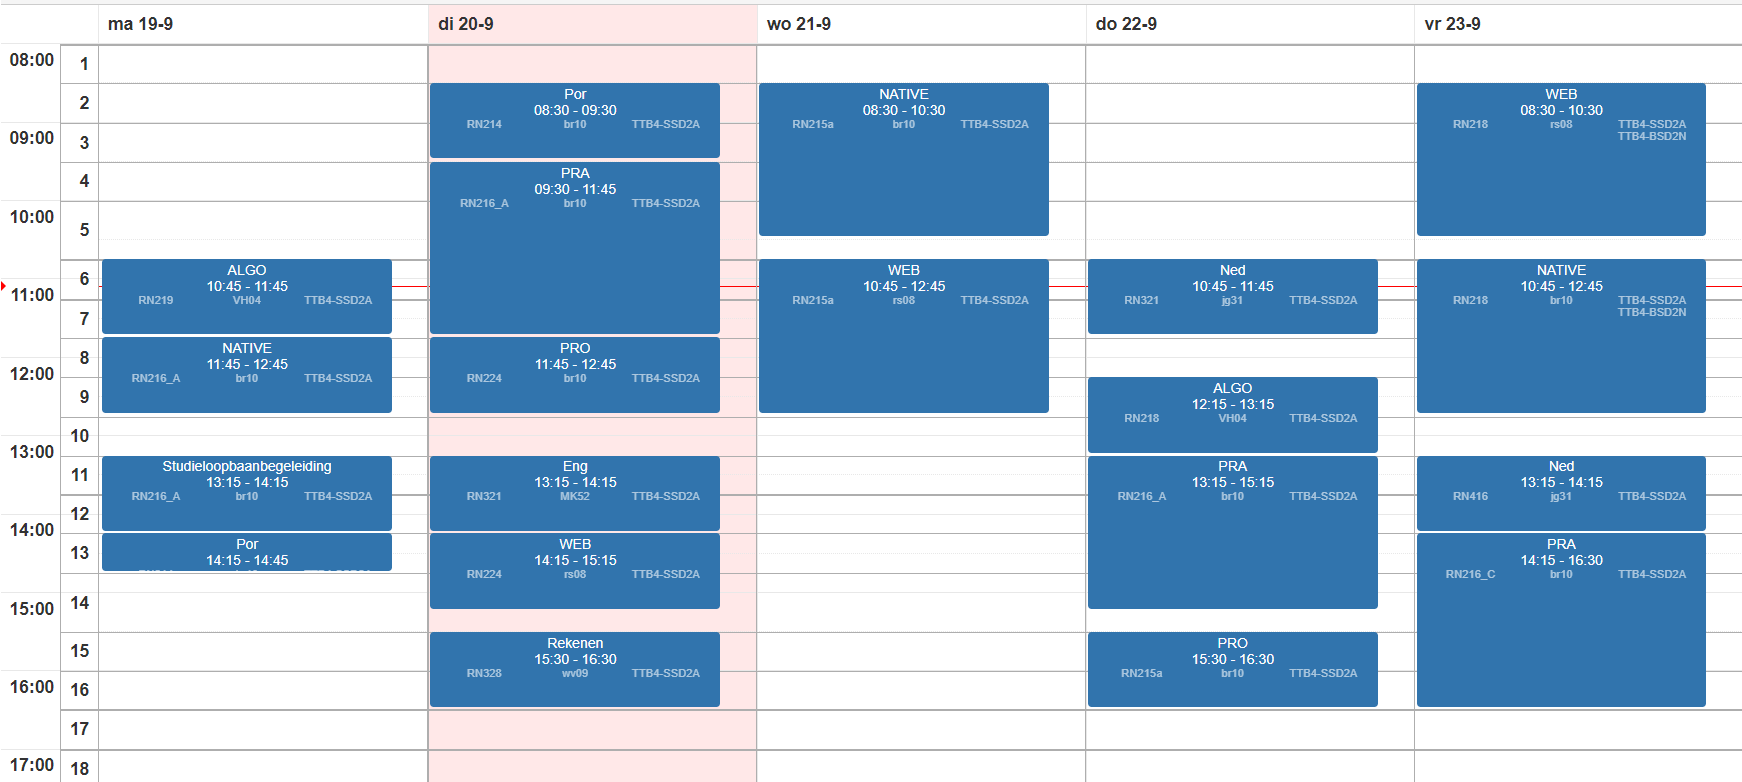 ma 19-9
di 20-9
wo 21-9
do 22-9
vr 23-9
08:00
09:00
10:00
11:00
12:00
13:00
14:00
15:00
16:00
17:00
1
2
3
4
5
6
7
8
9
10
11
12
13
14
15
16
17
18
ALGO
10:45 - 11:45
RN219 VH04 TTB4-SSD2A
NATIVE
11:45 - 12:45
RN216_A br10 TTB4-SSD2A
Studieloopbaanbegeleiding
13:15 - 14:15
RN216_A br10 TTB4-SSD2A
Por
14:15 - 14:45
Por
08:30 - 09:30
RN214 br10 TTB4-SSD2A
PRA
09:30 - 11:45
RN216_A br10 TTB4-SSD2A
PRO
11:45 - 12:45
RN224 br10 TTB4-SSD2A
Eng
13:15 - 14:15
RN321 MK52 TTB4-SSD2A
WEB
14:15 - 15:15
RN224 rs08 TTB4-SSD2A
Rekenen
15:30 - 16:30
RN328 wv09 TTB4-SSD2A
NATIVE
08:30 - 10:30
RN215a br10 TTB4-SSD2A
WEB
10:45 - 12:45
RN215a rs08 TTB4-SSD2A
Ned
10:45 - 11:45
RN321 jg31 TTB4-SSD2A
ALGO
12:15 - 13:15
RN218 VH04 TTB4-SSD2A
PRA
13:15 - 15:15
RN216_A br10 TTB4-SSD2A
PRO
15:30 - 16:30
RN215a br10 TTB4-SSD2A
WEB
08:30 - 10:30
RN218 rs08 TTB4-SSD2A
TTB4-BSD2N
NATIVE
10:45 - 12:45
RN218 br10 TTB4-SSD2A
TTB4-BSD2N
Ned
13:15 - 14:15
RN416 jg31 TTB4-SSD2A
PRA
14:15 - 16:30
RN216_C br10 TTB4-SSD2A